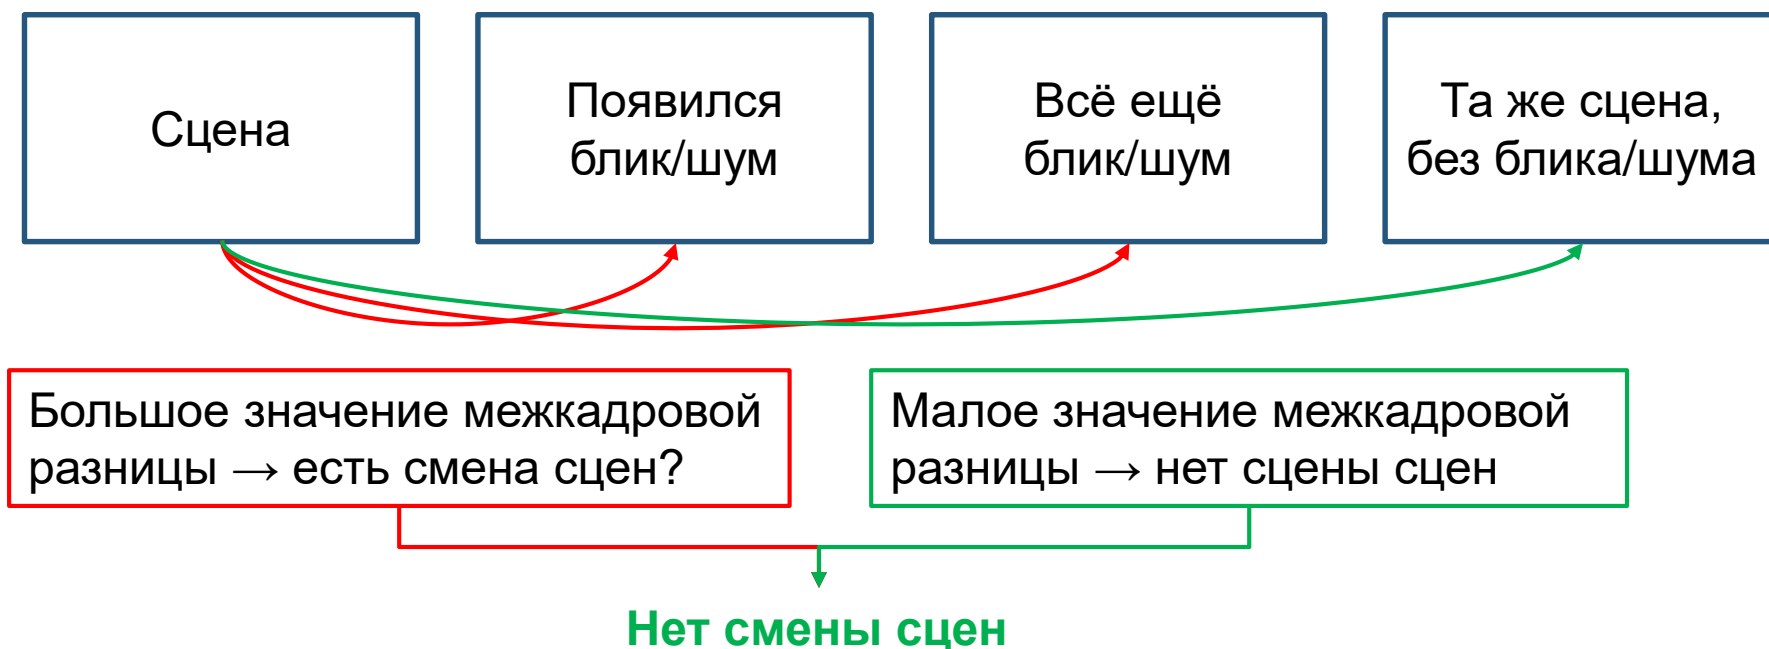 Сцена
Появился
блик/шум
Всё ещё
блик/шум
Та же сцена,
без блика/шума
Большое значение межкадровой
разницы → есть смена сцен?
Малое значение межкадровой
разницы → нет сцены сцен
Нет смены сцен